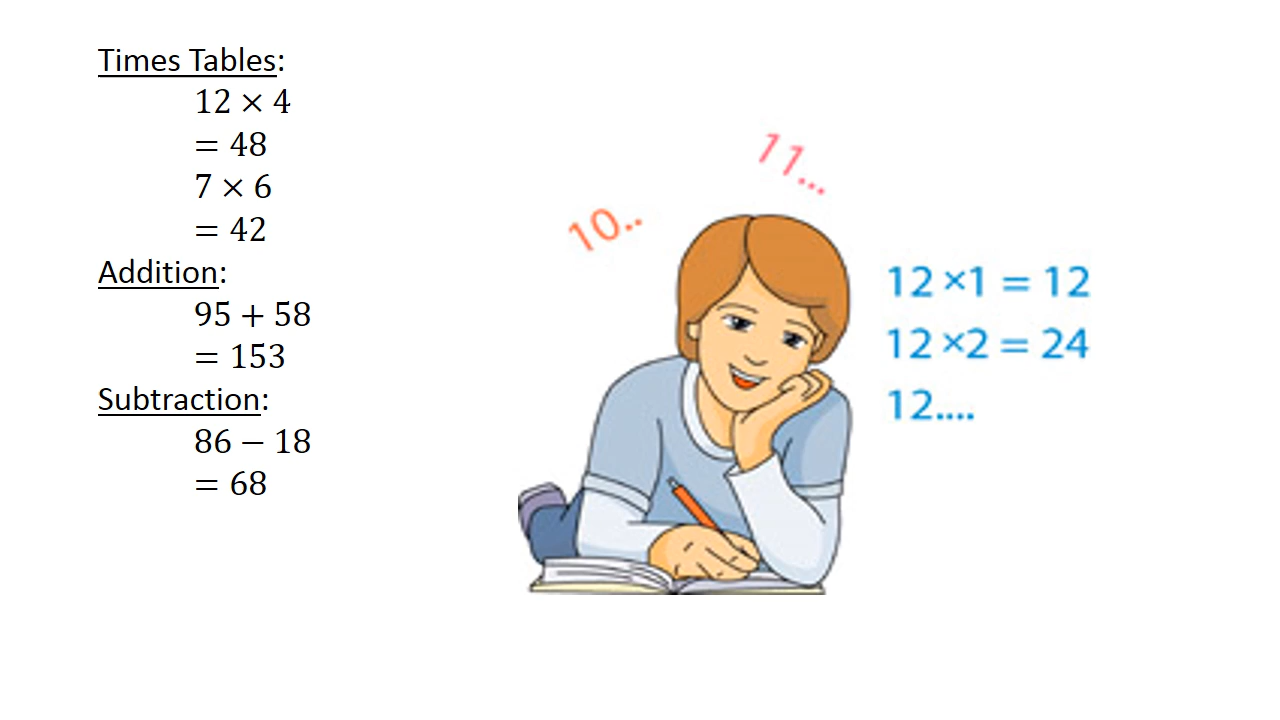 Times Tables:
12 × 4
= 48
7 × 6
= 42
Addition:
95 + 58
= 153
Subtraction:
86 − 18
= 68
10..
11...
12 ×1 = 12
12 ×2 = 24
12....